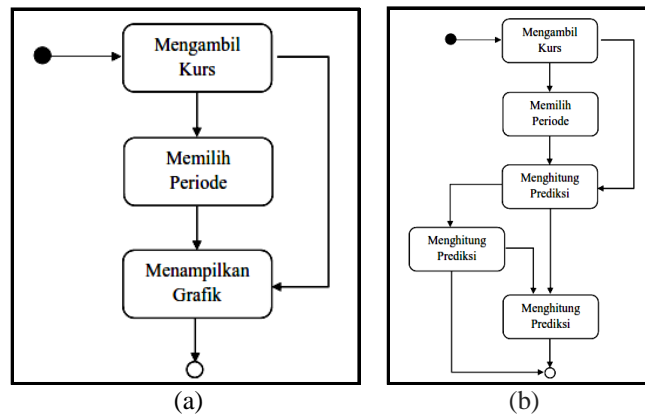 Mengambil
Kurs
Memilih
Periode
Menampilkan
Grafik
(a)
Mengambil
Kurs
Memilih
Periode
Menghitung
Prediksi
Menghitung
Prediksi
Menghitung
Prediksi
(b)